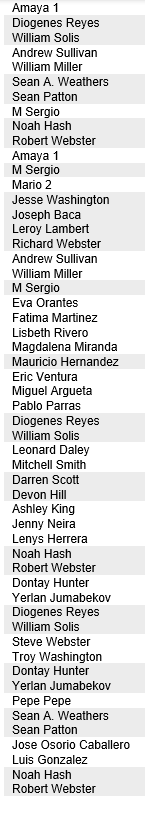 Amaya 1
Diogenes Reyes
William Solis
Andrew Sullivan
William Miller
Sean A. Weathers
Sean Patton
M Sergio
Noah Hash
Robert Webster
Amaya 1
M Sergio
Mario 2
Jesse Washington
Joseph Baca
Leroy Lambert
Richard Webster
Andrew Sullivan
William Miller
M Sergio
Eva Orantes
Fatima Martinez
Lisbeth Rivero
Magdalena Miranda
Mauricio Hernandez
Eric Ventura
Miguel Argueta
Pablo Parras
Diogenes Reyes
William Solis
Leonard Daley
Mitchell Smith
Darren Scott
Devon Hill
Ashley King
Jenny Neira
Lenys Herrera
Noah Hash
Robert Webster
Dontay Hunter
Yerlan Jumabekov
Diogenes Reyes
William Solis
Steve Webster
Troy Washington
Dontay Hunter
Yerlan Jumabekov
Pepe Pepe
Sean A. Weathers
Sean Patton
Jose Osorio Caballero
Luis Gonzalez
Noah Hash
Robert Webster